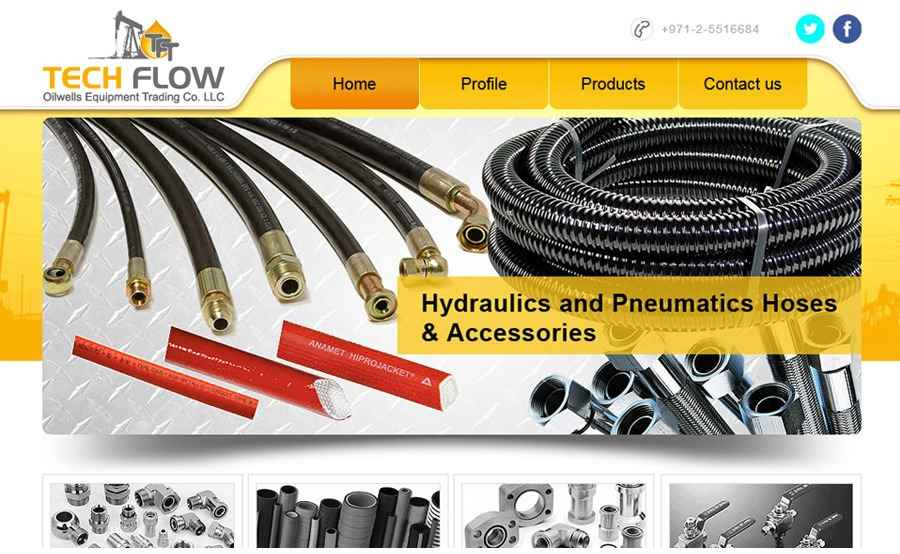 TFT
TECH FLOW
Oilwells Equipment Trading Co. LLC
+971-2-5516684
Home
Profile
Products
Contact us
Hydraulics and Pneumatics Hoses
& Accessories
ANAMET HIPROJACKET®